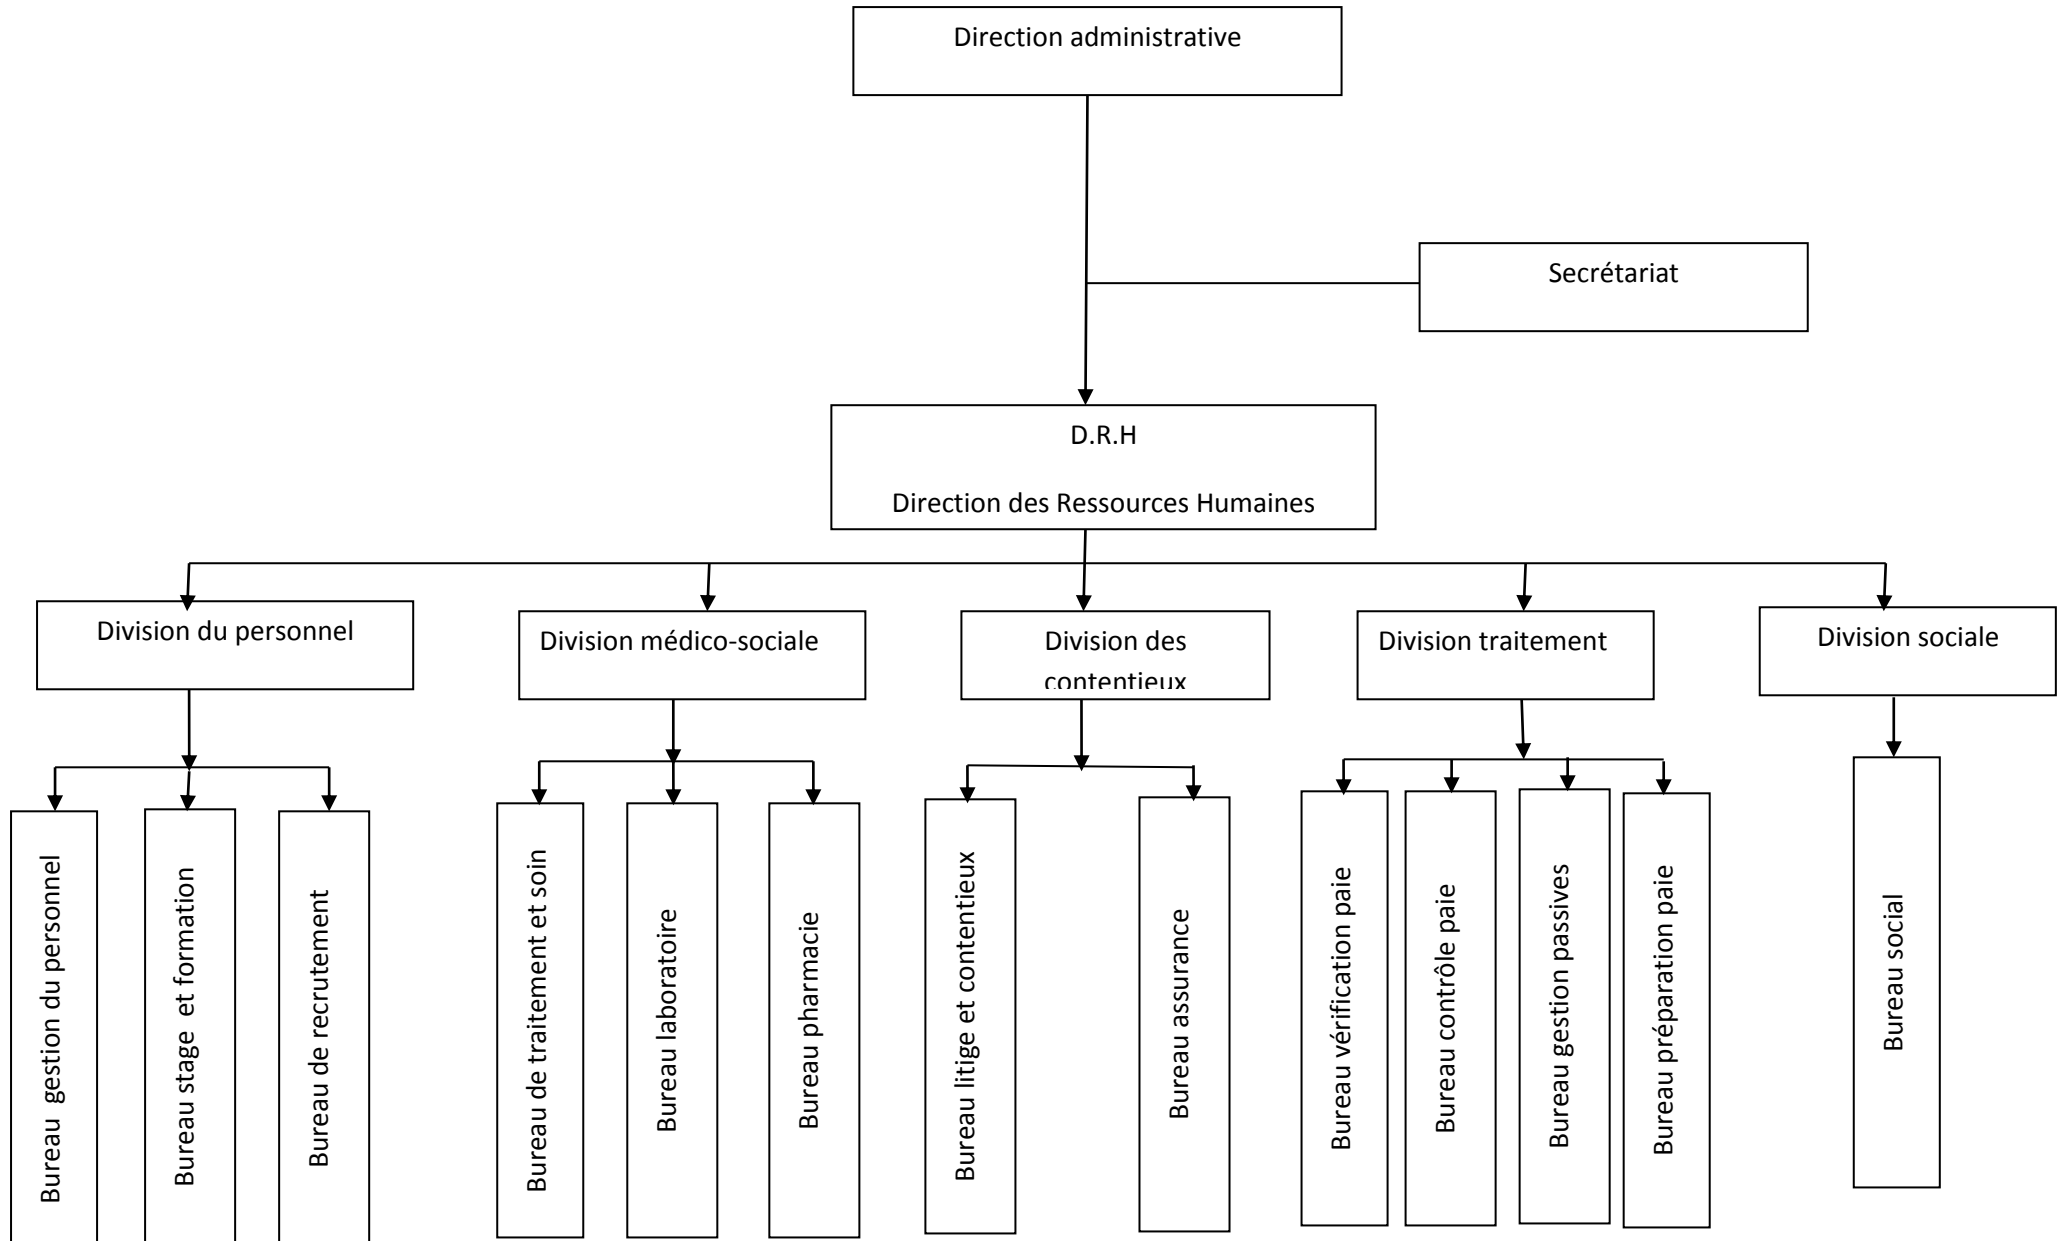 Direction administrative
Secrétariat
D.R.H
Direction des Ressources Humaines
Division du personnel
Division médico-sociale
Division des
contentieux
Division traitement
Division sociale
Bureau gestion du personnel
Bureau stage et formation
Bureau de recrutement
Bureau de traitement et soin
Bureau laboratoire
Bureau pharmacie
Bureau litige et contentieux
Bureau assurance
Bureau vérification paie
Bureau contrôle paie
Bureau gestion passives
Bureau préparation paie
Bureau social